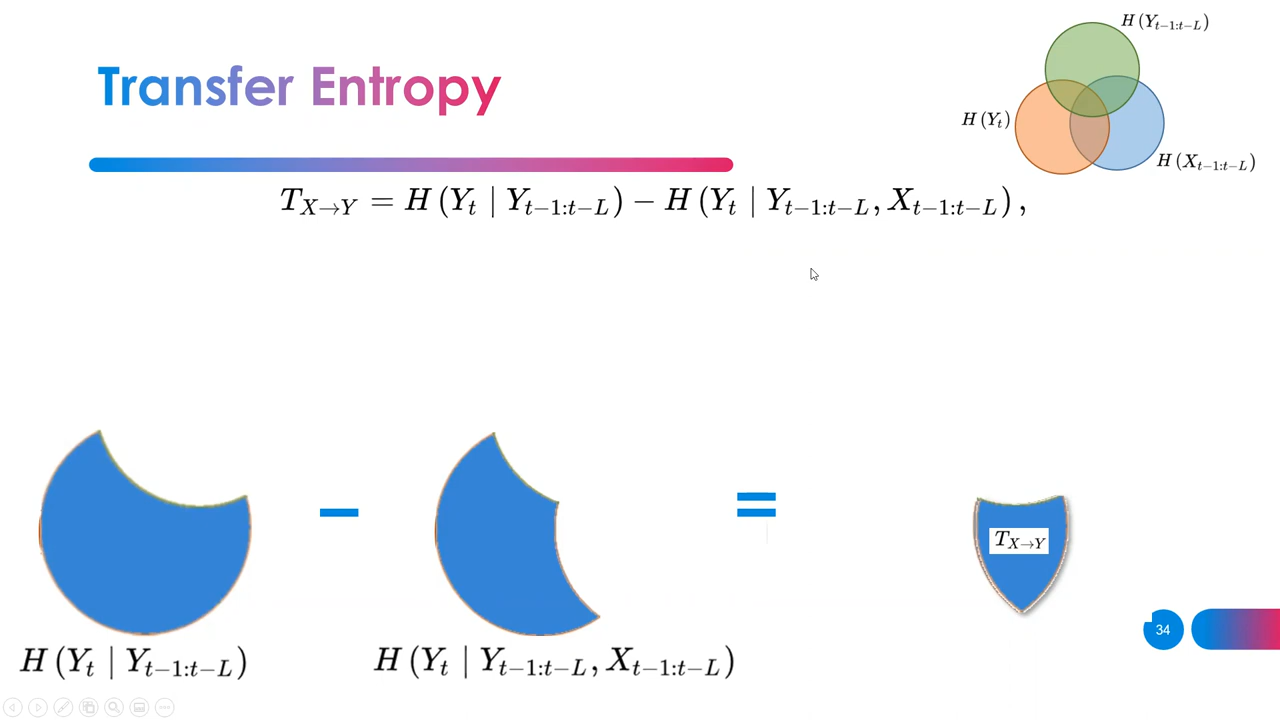 H(Y_{t-1:t-L})
Transfer Entropy
H(Y_t)
H(X_{t-1:t-L})
T_{X→Y} = H(Y_t | Y_{t-1:t-L}) − H(Y_t | Y_{t-1:t-L}, X_{t-1:t-L}),
− =
T_{X→Y}
34
H(Y_t | Y_{t-1:t-L})
H(Y_t | Y_{t-1:t-L}, X_{t-1:t-L})